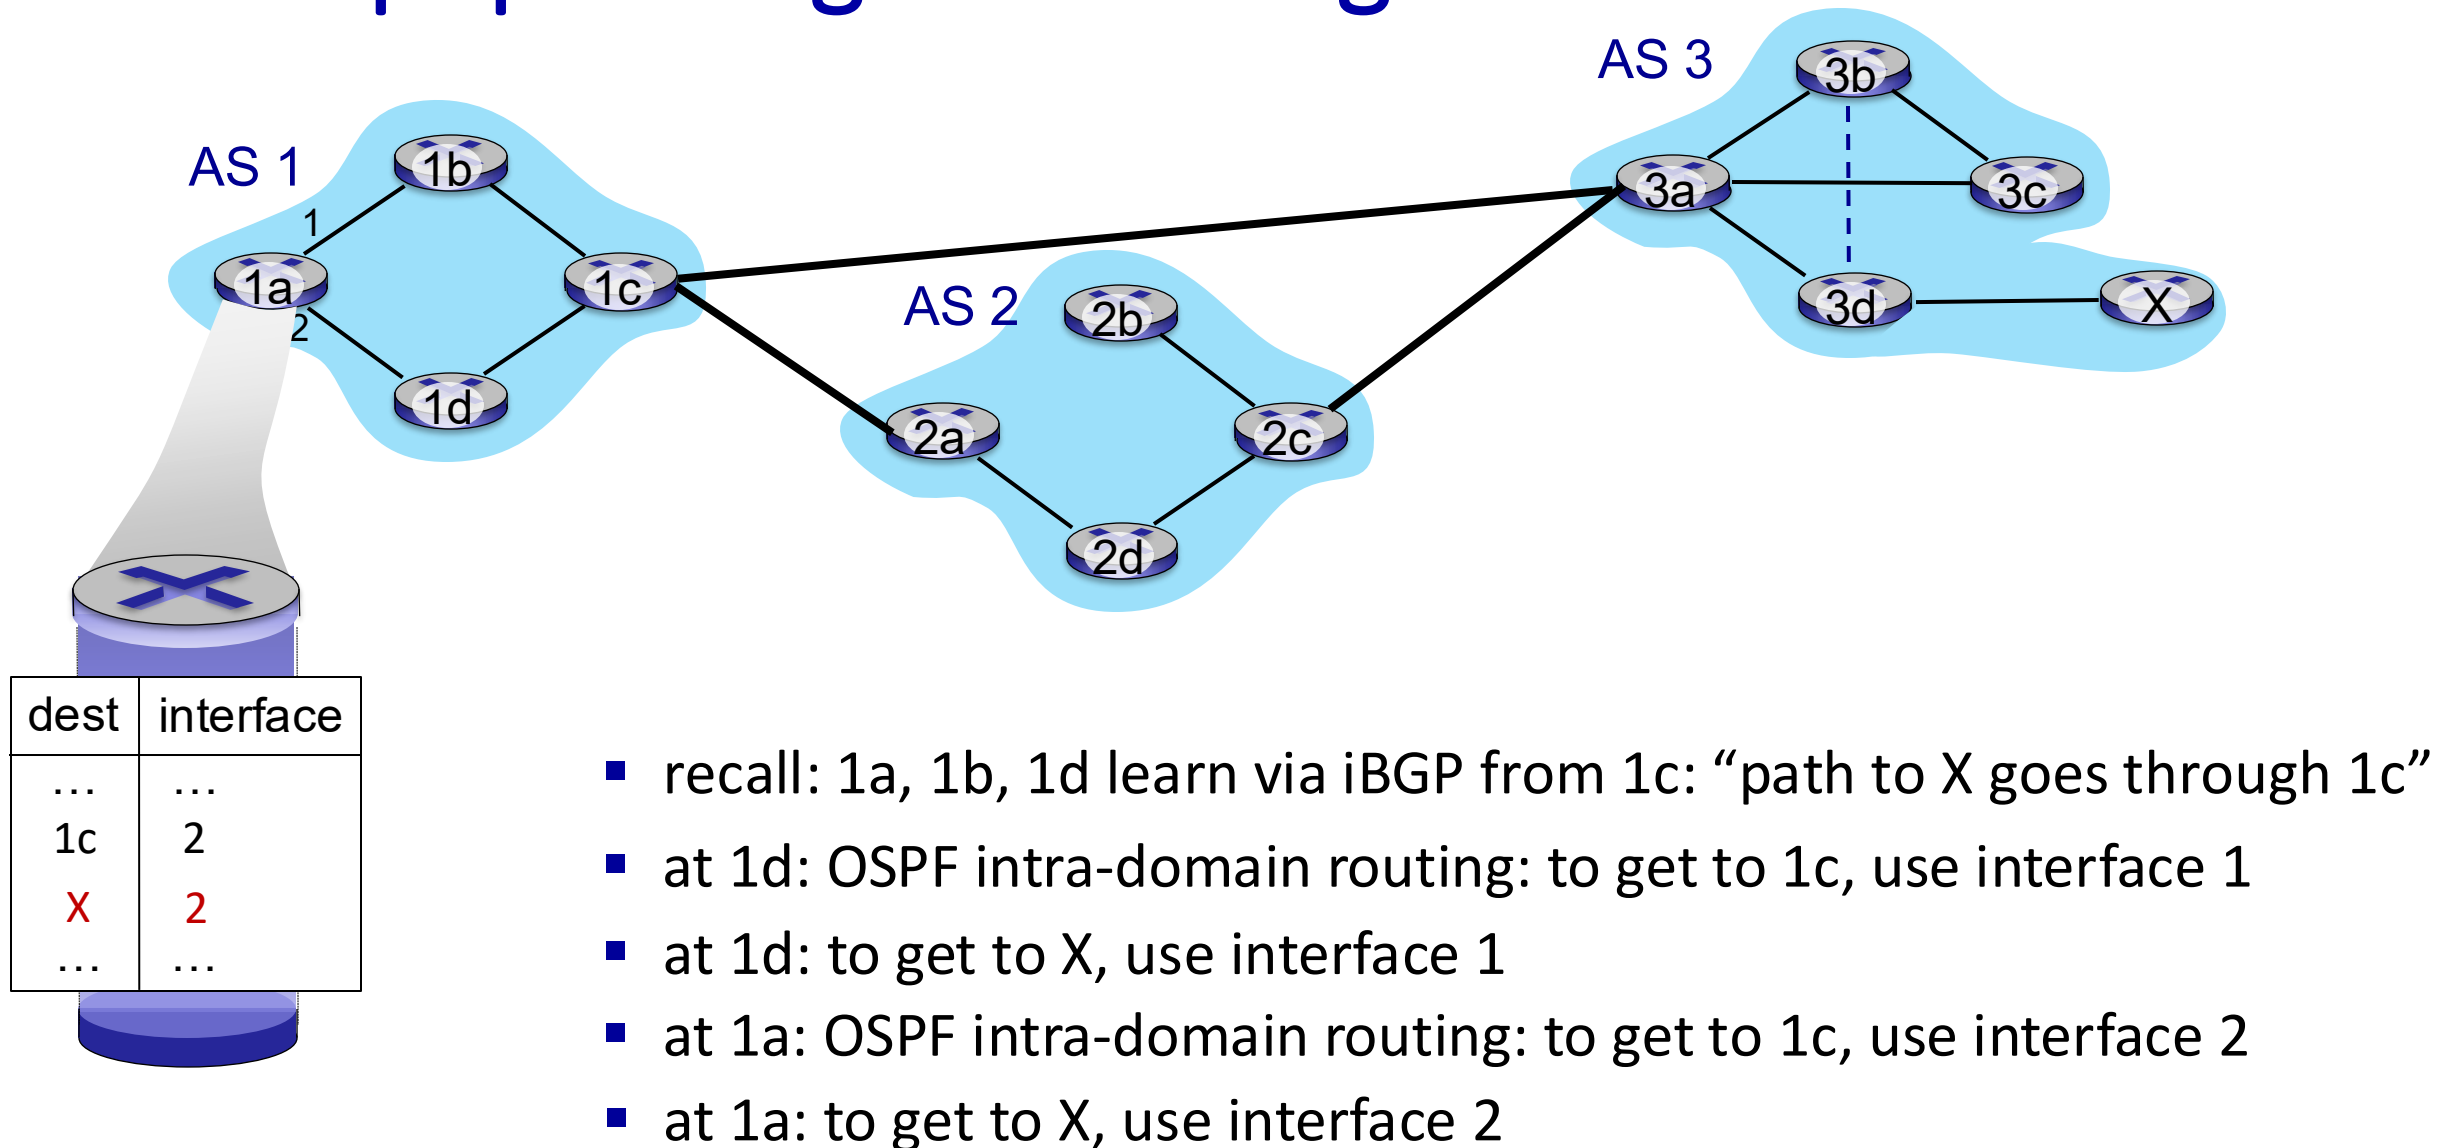 AS 3
3b
AS 1
1b
3a
3c
1
1a
1c
AS 2
2b
3d
X
2
1d
2a
2c
2d
dest interface
... ...
1c 2
X 2
... ...
▪ recall: 1a, 1b, 1d learn via iBGP from 1c: “path to X goes through 1c”
▪ at 1d: OSPF intra-domain routing: to get to 1c, use interface 1
▪ at 1d: to get to X, use interface 1
▪ at 1a: OSPF intra-domain routing: to get to 1c, use interface 2
▪ at 1a: to get to X, use interface 2